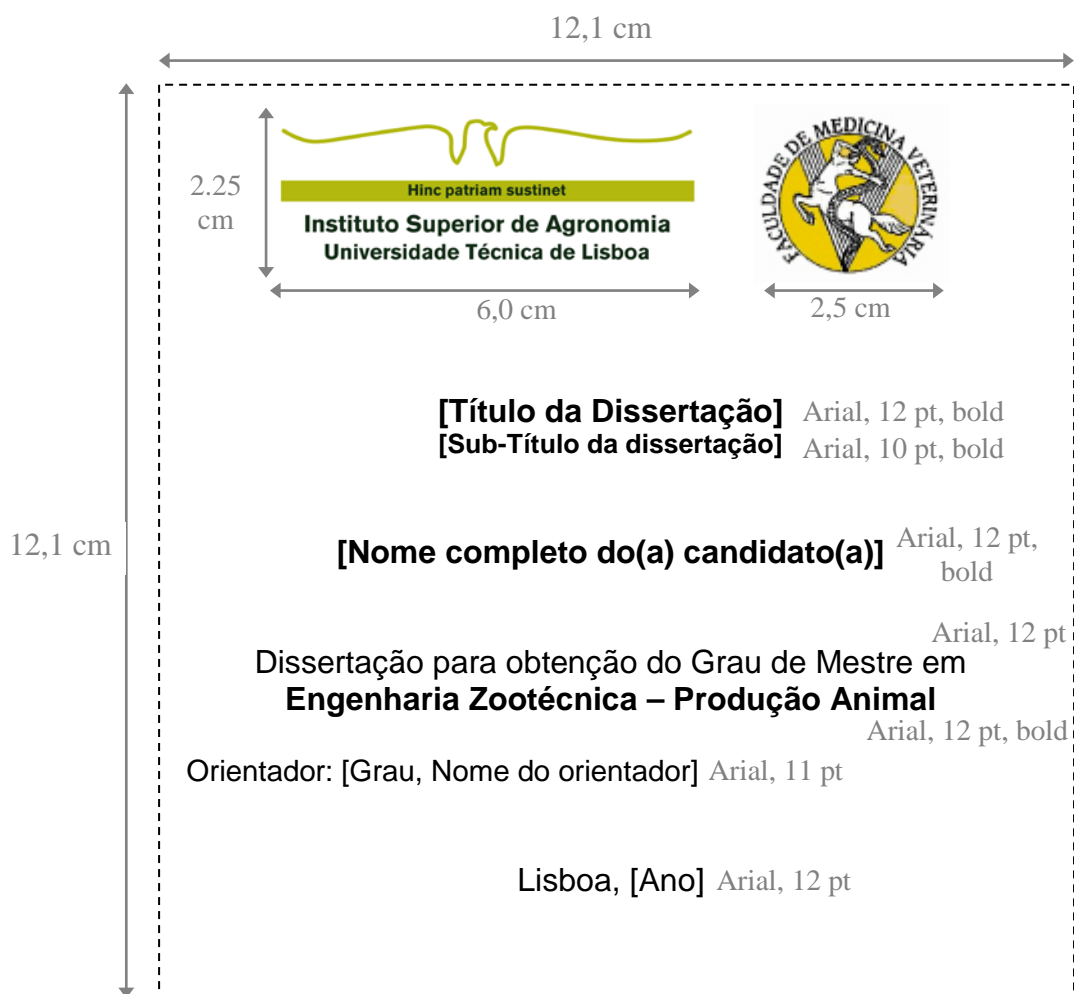 12,1 cm
FACULDADE DE MEDICINA VETERINÁRIA
2.25
cm
Hinc patriam sustinet
Instituto Superior de Agronomia
Universidade Técnica de Lisboa
6,0 cm
2,5 cm
[Título da Dissertação] Arial, 12 pt, bold
[Sub-Título da dissertação] Arial, 10 pt, bold
12,1 cm
[Nome completo do(a) candidato(a)] Arial, 12 pt,
bold
Arial, 12 pt
Dissertação para obtenção do Grau de Mestre em
Engenharia Zootécnica – Produção Animal
Arial, 12 pt, bold
Orientador: [Grau, Nome do orientador] Arial, 11 pt
Lisboa, [Ano] Arial, 12 pt